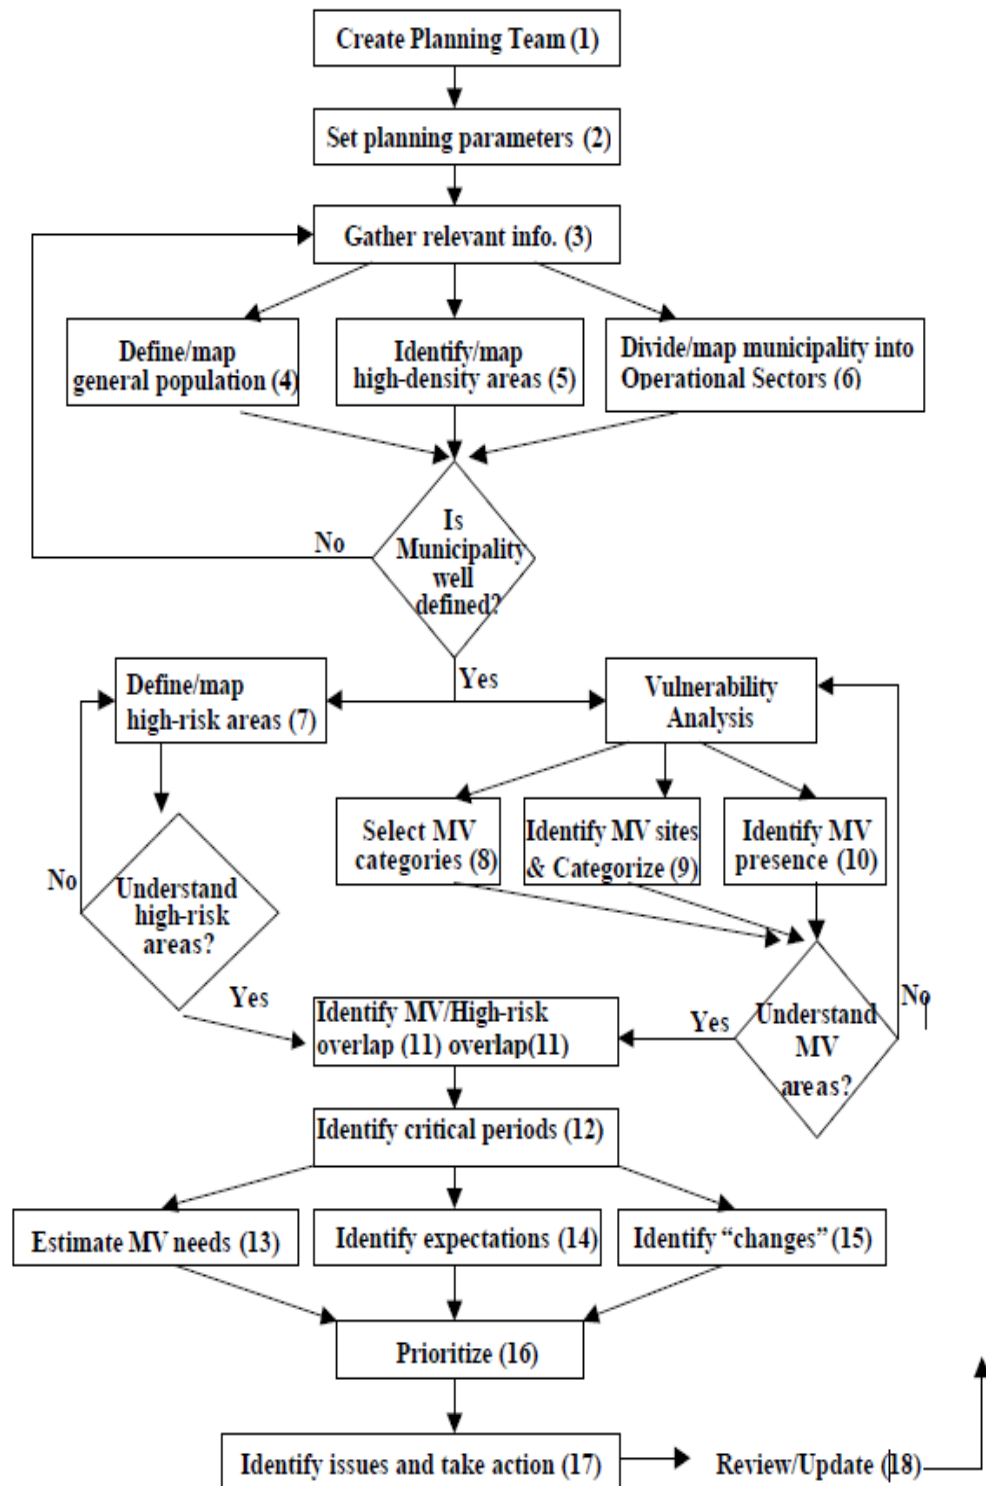 Create Planning Team (1)
Set planning parameters (2)
Gather relevant info. (3)
Define/map
general population (4)
Identify/map
high-density areas (5)
Divide/map municipality into
Operational Sectors (6)
Is
Municipality
well
defined?
No
Yes
Define/map
high-risk areas (7)
Vulnerability
Analysis
Select MV
categories (8)
Identify MV sites
& Categorize (9)
Identify MV
presence (10)
No
Understand
high-risk
areas?
Yes
Identify MV/High-risk
overlap (11) overlap(11)
Yes
Understand
MV
areas?
No
Identify critical periods (12)
Estimate MV needs (13)
Identify expectations (14)
Identify “changes” (15)
Prioritize (16)
Identify issues and take action (17)
Review/Update (18)